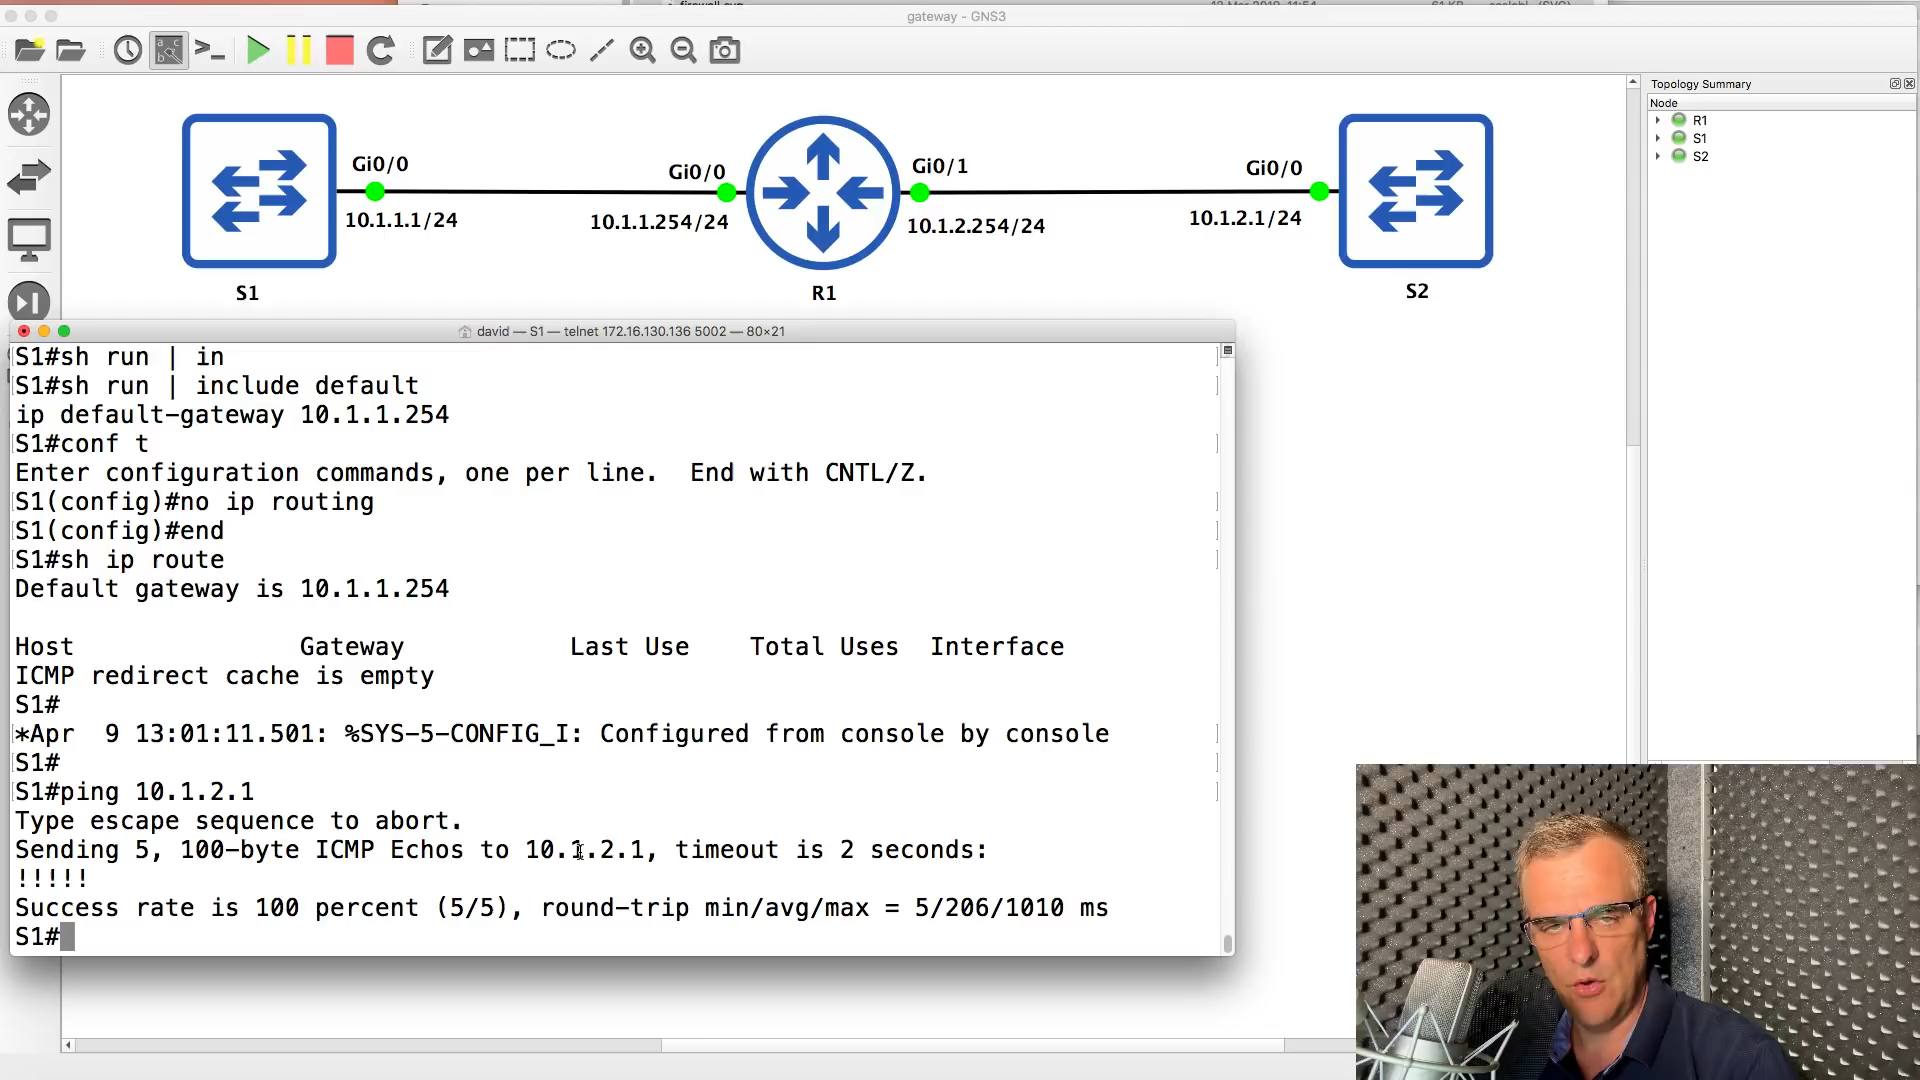 gateway - GNS3
Topology Summary
Node
R1
S1
S2
Gi0/0
10.1.1.1/24
Gi0/0
10.1.1.254/24
Gi0/1
10.1.2.254/24
Gi0/0
10.1.2.1/24
S1
R1
S2
david — S1 — telnet 172.16.130.136 5002 — 80×21
S1#sh run | in
S1#sh run | include default
ip default-gateway 10.1.1.254
S1#conf t
Enter configuration commands, one per line.  End with CNTL/Z.
S1(config)#no ip routing
S1(config)#end
S1#sh ip route
Default gateway is 10.1.1.254
Host               Gateway           Last Use    Total Uses  Interface
ICMP redirect cache is empty
S1#
*Apr  9 13:01:11.501: %SYS-5-CONFIG_I: Configured from console by console
S1#
S1#ping 10.1.2.1
Type escape sequence to abort.
Sending 5, 100-byte ICMP Echos to 10.1.2.1, timeout is 2 seconds:
!!!!!
Success rate is 100 percent (5/5), round-trip min/avg/max = 5/206/1010 ms
S1#